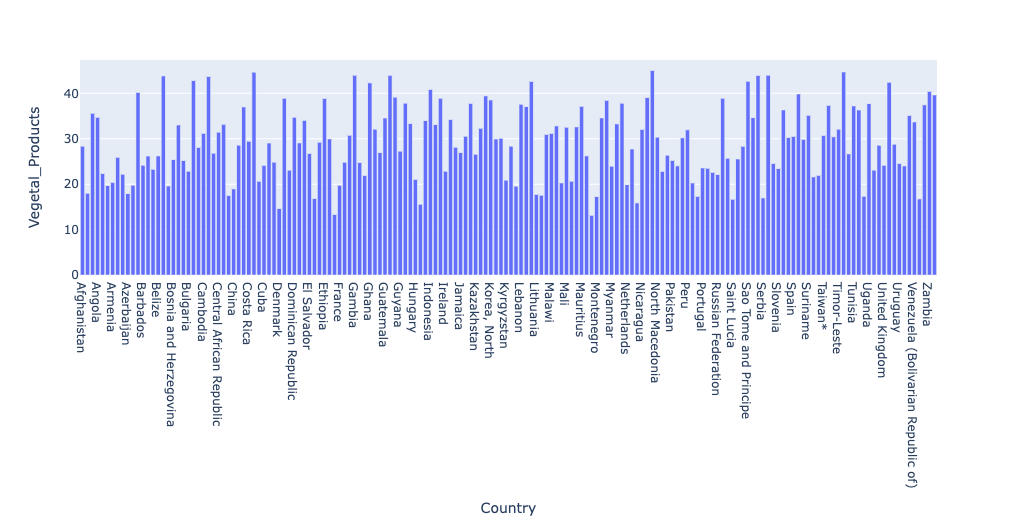 Vegetal_Products
40
30
20
10
0
Afghanistan
Angola
Armenia
Azerbaijan
Barbados
Belize
Bosnia and Herzegovina
Bulgaria
Cambodia
Central African Republic
China
Costa Rica
Cuba
Denmark
Dominican Republic
El Salvador
Ethiopia
France
Gambia
Ghana
Guatemala
Guyana
Hungary
Indonesia
Ireland
Jamaica
Kazakhstan
Korea, North
Kyrgyzstan
Lebanon
Lithuania
Malawi
Mali
Mauritius
Montenegro
Myanmar
Netherlands
Nicaragua
North Macedonia
Pakistan
Peru
Portugal
Russian Federation
Saint Lucia
Sao Tome and Principe
Serbia
Slovenia
Spain
Suriname
Taiwan*
Timor-Leste
Tunisia
Uganda
United Kingdom
Uruguay
Venezuela (Bolivarian Republic of)
Zambia
Country